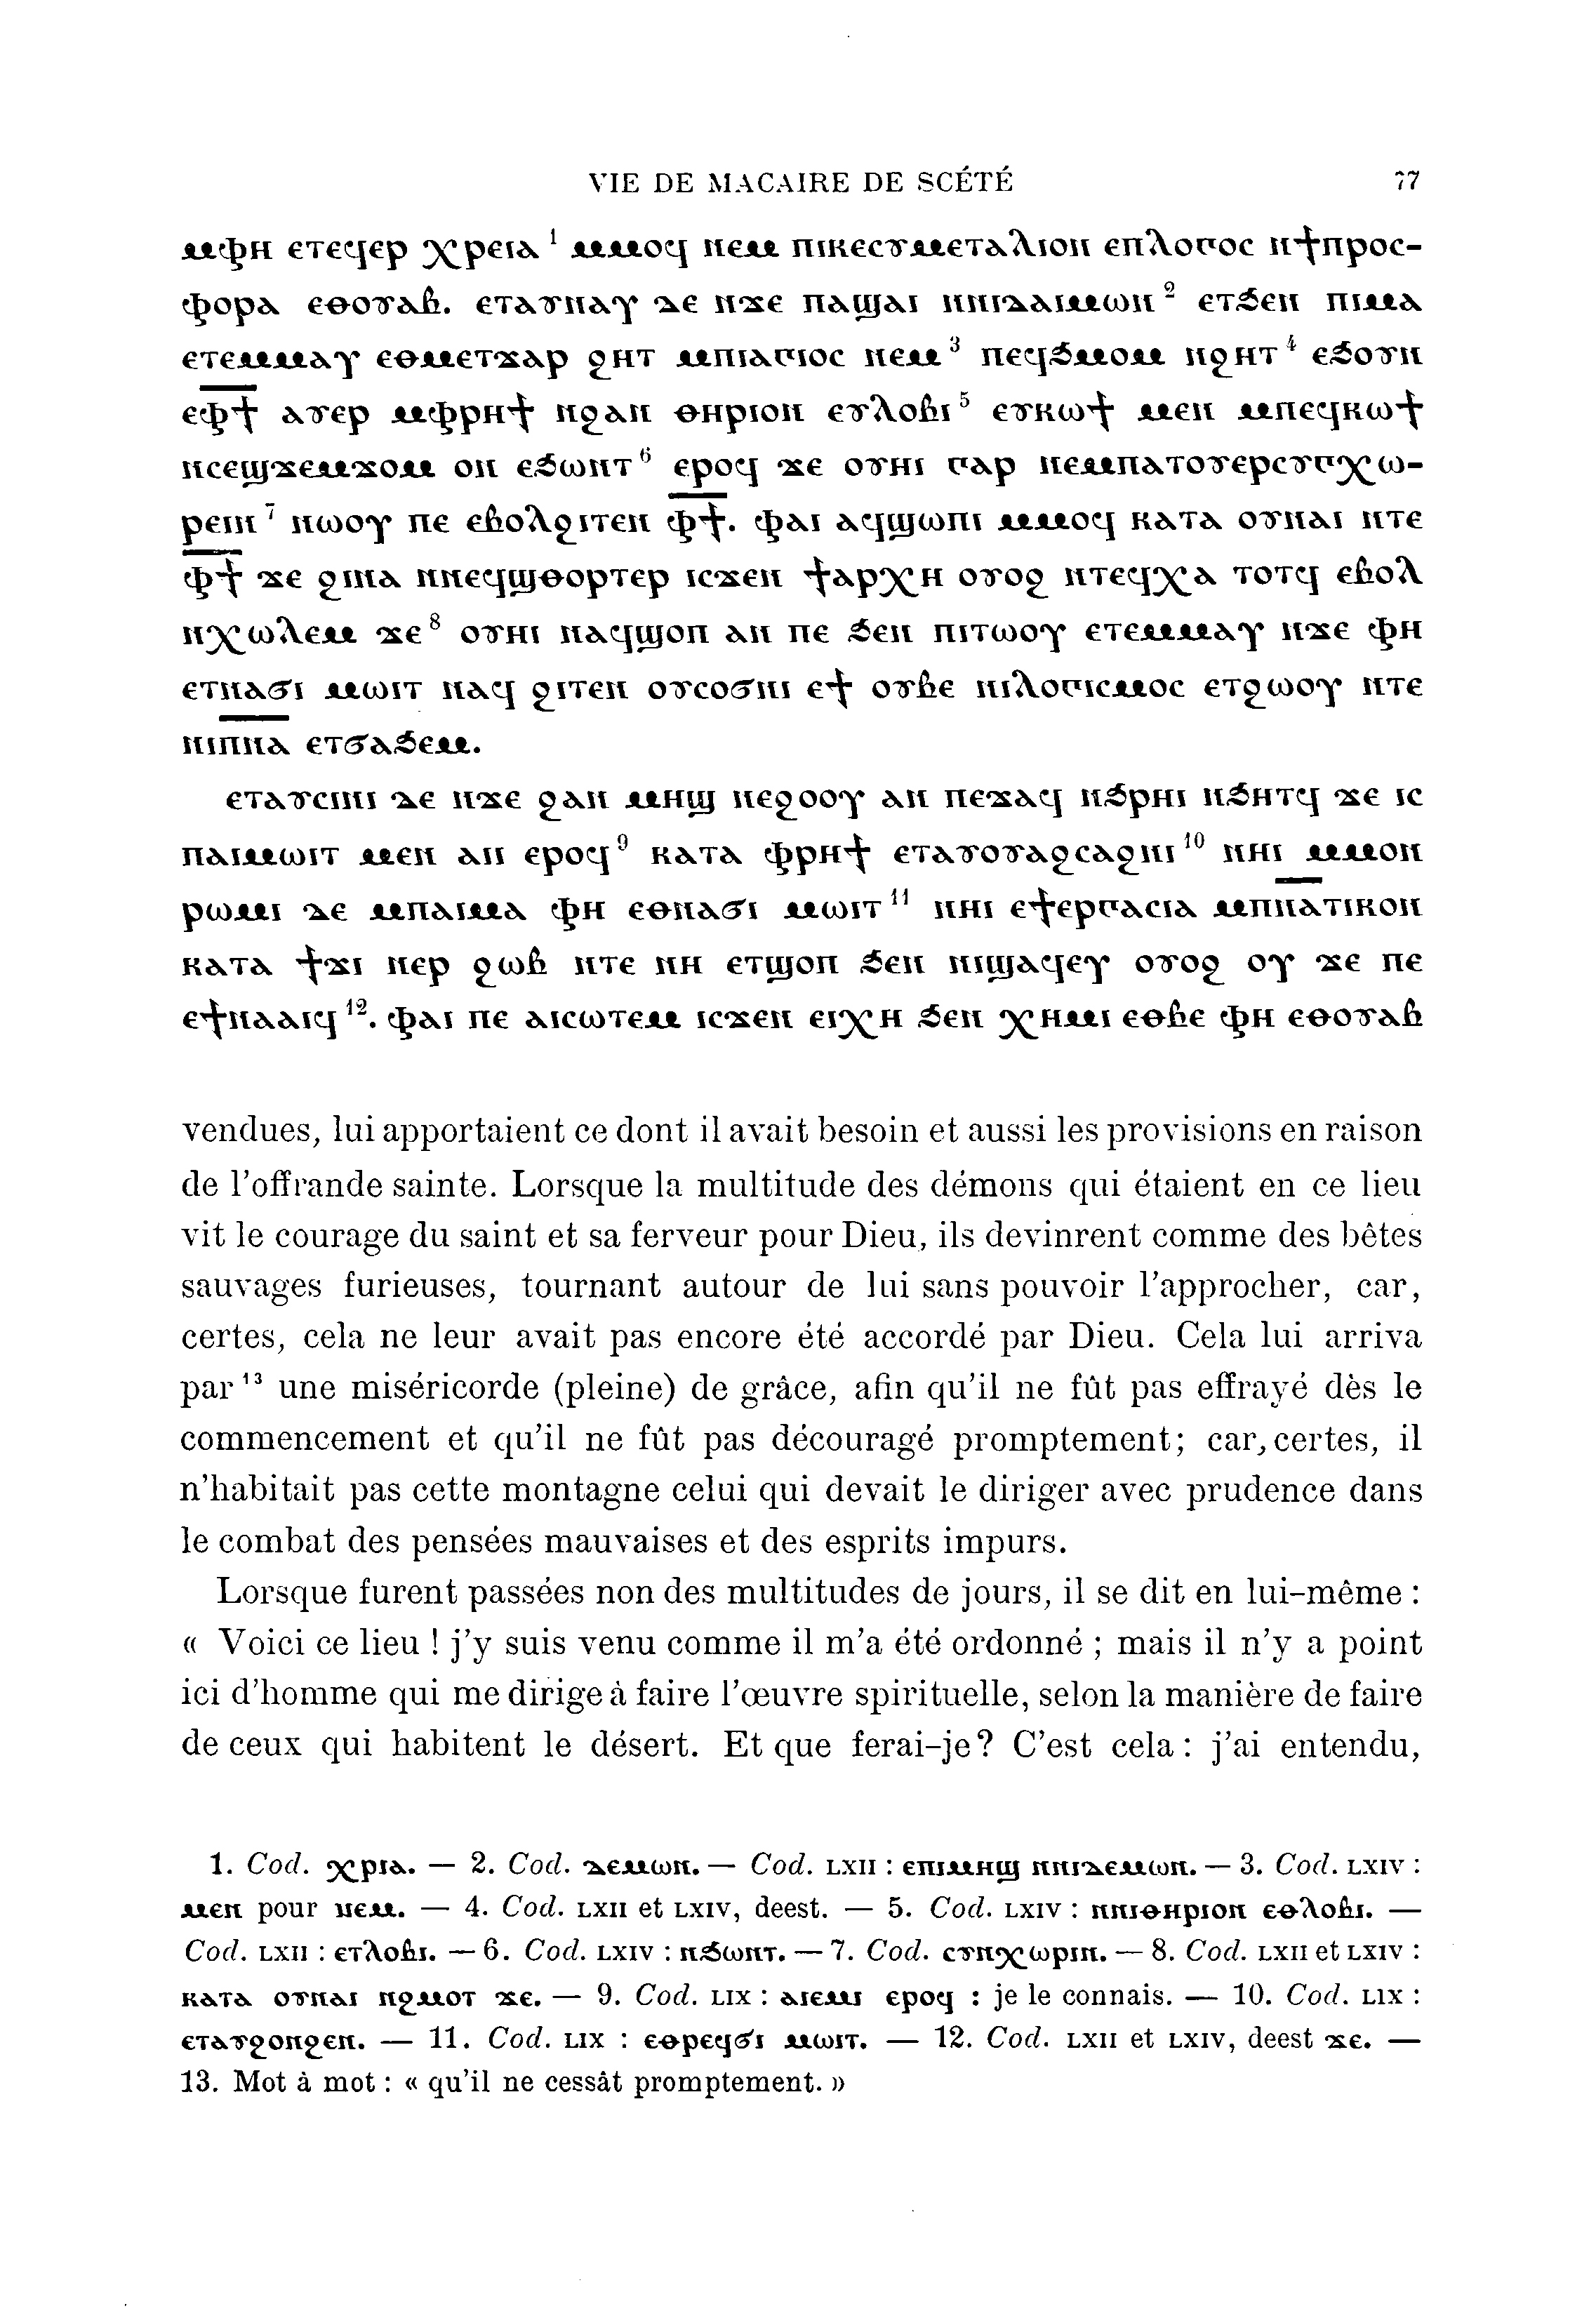 VIE DE MACAIRE DE SCÉTÉ 77
ⲙⲫⲏ ⲉⲧⲉϥⲉⲣ ⲭⲣⲉⲓⲁ ¹ ⲙⲙⲟϥ ⲛⲉⲙ ⲡⲓⲕⲉⲥⲩⲙⲉⲧⲁⲗⲓⲟⲛ ⲉⲡⲗⲟⲅⲟⲥ ⲛϯⲡⲣⲟⲥ-
ⲫⲟⲣⲁ ⲉⲑⲟⲩⲁⲃ. ⲉⲧⲁⲩⲛⲁⲩ ⲇⲉ ⲛϫⲉ ⲡⲁϣⲁⲓ ⲛⲛⲓⲇⲁⲓⲙⲱⲛ ² ⲉⲧϧⲉⲛ ⲡⲓⲙⲁ
ⲉⲧⲉⲙⲙⲁⲩ ⲉⲑⲙⲉⲧϫⲁⲣ ϩⲏⲧ ⲙⲡⲓⲁⲅⲓⲟⲥ ⲛⲉⲙ ³ ⲡⲉϥϧⲙⲟⲙ ⲛϩⲏⲧ ⁴ ⲉϧⲟⲩⲛ
ⲉⲫ̅ϯ̅ ⲁⲩⲉⲣ ⲙⲫⲣⲏϯ ⲛϩⲁⲛ ⲑⲏⲣⲓⲟⲛ ⲉⲩⲗⲟⲃⲓ ⁵ ⲉⲩⲕⲱϯ ⲙⲉⲛ ⲙⲡⲉϥⲕⲱϯ
ⲛⲥⲉϣϫⲉⲙϫⲟⲙ ⲟⲛ ⲉϧⲱⲛⲧ ⁶ ⲉⲣⲟϥ ϫⲉ ⲟⲩⲏⲓ ⲅⲁⲣ ⲛⲉⲙⲡⲁⲧⲟⲩⲉⲣⲥⲩⲅⲭⲱ-
ⲣⲉⲓⲛ ⁷ ⲛⲱⲟⲩ ⲡⲉ ⲉⲃⲟⲗϩⲓⲧⲉⲛ ⲫ̅ϯ̅. ⲫⲁⲓ ⲁϥϣⲱⲡⲓ ⲙⲙⲟϥ ⲕⲁⲧⲁ ⲟⲩⲛⲁⲓ ⲛⲧⲉ
ⲫ̅ϯ̅ ϫⲉ ϩⲓⲛⲁ ⲛⲛⲉϥϣⲑⲟⲣⲧⲉⲣ ⲓⲥϫⲉⲛ ϯⲁⲣⲭⲏ ⲟⲩⲟϩ ⲛⲧⲉϥⲭⲁ ⲧⲟⲧϥ ⲉⲃⲟⲗ
ⲛⲭⲱⲗⲉⲙ ϫⲉ ⁸ ⲟⲩⲏⲓ ⲛⲁϥϣⲟⲡ ⲁⲛ ⲡⲉ ϧⲉⲛ ⲡⲓⲧⲱⲟⲩ ⲉⲧⲉⲙⲙⲁⲩ ⲛϫⲉ ⲫⲏ
ⲉⲧⲛⲁϭⲓ ⲙⲱⲓⲧ ⲛⲁϥ ϩⲓⲧⲉⲛ ⲟⲩⲥⲟϭⲛⲓ ⲉϯ ⲟⲩⲃⲉ ⲛⲓⲗⲟⲅⲓⲥⲙⲟⲥ ⲉⲧϩⲱⲟⲩ ⲛⲧⲉ
ⲛⲓⲡ̅ⲛ̅ⲁ̅ ⲉⲧϭⲁϧⲉⲙ.
ⲉⲧⲁⲩⲥⲓⲛⲓ ⲇⲉ ⲛϫⲉ ϩⲁⲛ ⲙⲏϣ ⲛⲉϩⲟⲟⲩ ⲁⲛ ⲡⲉϫⲁϥ ⲛϧⲣⲏⲓ ⲛϧⲏⲧϥ ϫⲉ ⲓⲥ
ⲡⲁⲓⲙⲱⲓⲧ ⲙⲉⲛ ⲁⲓⲓ ⲉⲣⲟϥ ⁹ ⲕⲁⲧⲁ ⲫⲣⲏϯ ⲉⲧⲁⲩⲟⲩⲁϩⲥⲁϩⲛⲓ ¹⁰ ⲛⲏⲓ ⲙⲙⲟⲛ
ⲣⲱⲙⲓ ⲇⲉ ⲙⲡⲁⲓⲙⲁ ⲫⲏ ⲉⲑⲛⲁϭⲓ ⲙⲱⲓⲧ ¹¹ ⲛⲏⲓ ⲉϯⲉⲣⲅⲁⲥⲓⲁ ⲙⲡ̅ⲛ̅ⲁ̅ⲧⲓⲕⲟⲛ
ⲕⲁⲧⲁ ϯϫⲓ ⲛⲉⲣ ϩⲱⲃ ⲛⲧⲉ ⲛⲏ ⲉⲧϣⲟⲡ ϧⲉⲛ ⲛⲓϣⲁϥⲉⲩ ⲟⲩⲟϩ ⲟⲩ ϫⲉ ⲡⲉ
ⲉϯⲛⲁⲁⲓϥ ¹². ⲫⲁⲓ ⲡⲉ ⲁⲓⲥⲱⲧⲉⲙ ⲓⲥϫⲉⲛ ⲉⲓⲭⲏ ϧⲉⲛ ⲭⲏⲙⲓ ⲉⲑⲃⲉ ⲫⲏ ⲉⲑⲟⲩⲁⲃ
vendues, lui apportaient ce dont il avait besoin et aussi les provisions en raison
de l'offrande sainte. Lorsque la multitude des démons qui étaient en ce lieu
vit le courage du saint et sa ferveur pour Dieu, ils devinrent comme des bêtes
sauvages furieuses, tournant autour de lui sans pouvoir l'approcher, car,
certes, cela ne leur avait pas encore été accordé par Dieu. Cela lui arriva
par ¹³ une miséricorde (pleine) de grâce, afin qu'il ne fût pas effrayé dès le
commencement et qu'il ne fût pas découragé promptement; car, certes, il
n'habitait pas cette montagne celui qui devait le diriger avec prudence dans
le combat des pensées mauvaises et des esprits impurs.
Lorsque furent passées non des multitudes de jours, il se dit en lui-même :
« Voici ce lieu ! j'y suis venu comme il m'a été ordonné ; mais il n'y a point
ici d'homme qui me dirige à faire l'œuvre spirituelle, selon la manière de faire
de ceux qui habitent le désert. Et que ferai-je? C'est cela : j'ai entendu,
1. Cod. ⲭⲣⲓⲁ. — 2. Cod. ⲇⲉⲙⲱⲛ. — Cod. LXII : ⲉⲡⲓⲙⲏϣ ⲛⲛⲓⲇⲉⲙⲱⲛ. — 3. Cod. LXIV :
ⲙⲉⲛ pour ⲛⲉⲙ. — 4. Cod. LXII et LXIV, deest. — 5. Cod. LXIV : ⲛⲛⲓⲑⲏⲣⲓⲟⲛ ⲉⲑⲗⲟⲃⲓ. —
Cod. LXII : ⲉⲧⲗⲟⲃⲓ. — 6. Cod. LXIV : ⲛϧⲱⲛⲧ. — 7. Cod. ⲥⲩⲛⲭⲱⲣⲓⲛ. — 8. Cod. LXII et LXIV :
ⲕⲁⲧⲁ ⲟⲩⲛⲁⲓ ⲛϩⲙⲟⲧ ϫⲉ. — 9. Cod. LIX : ⲁⲓⲉⲙⲓ ⲉⲣⲟϥ : je le connais. — 10. Cod. LIX :
ⲉⲧⲁⲩϩⲟⲛϩⲉⲛ. — 11. Cod. LIX : ⲉⲑⲣⲉϥϭⲓ ⲙⲱⲓⲧ. — 12. Cod. LXII et LXIV, deest ϫⲉ. —
13. Mot à mot : « qu'il ne cessât promptement. »